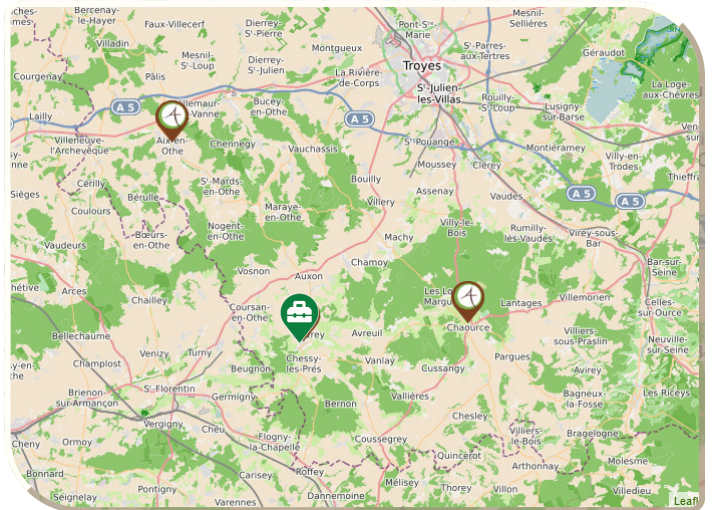 Bercenay-
le-Hayer
Faux-Villecerf
Dierrey-
St-Pierre
Pont-Ste
Marie
Mesnil-
Sellières
Villadin
Montgueux
Mesnil-
St-Loup
Dierrey-
St-Julien
St-Parres-
aux-Tertres
Géraudot
Courgenay
Pâlis
La Rivière-
de-Corps
Troyes
St-Julien-
les-Villas
La Loge-
aux-Chèvres
Lailly
A 5
Bucey-
en-Othe
A 5
Rouilly-
St-Loup
Lusigny-
sur-Barse
Villeneuve-
l'Archevêque
Aix-en-
Othe
Chennegy
Vauchassis
Moussey
Clérey
Montiéramey
Villy-en-
Trodes
Cérilly
Sièges
Bérulle
St-Mards-
en-Othe
Bouilly
Assenay
A 5
A 5
Coulours
Maraye-
en-Othe
Villery
Vaudes
Nogent-
en-Othe
Villy-le-
Bois
Rumilly-
lès-Vaudes
Virey-sous-
Bar
Vaudeurs
Bœurs-
en-Othe
Machy
Vosnon
Auxon
Chamoy
Bar-sur-
Seine
Arces
Chailley
Coursan-
en-Othe
Lantages
Villemorien
Celles-
sur-Ource
Bellechaume
Avreuil
Chaource
Villiers-
sous-Praslin
Neuville-
sur-Seine
Venizy
Turny
Chessy-
les-Prés
Vanlay
Pargues
Champlost
Beugnon
Cussangy
Avirey
Brienon-
sur-Armançon
St-Florentin
Germigny
Bernon
Vallières
Bagneux-
la-Fosse
Les Riceys
Vergigny
Chéu
Chesley
Cheny
Ormoy
Flogny-
la-Chapelle
Coussegrey
Villiers-
le-Bois
Bragelogne
Bonnard
Carisey
Roffey
Quincerot
Arthonnay
Molesme
Seignelay
Pontigny
Varennes
Dannemoine
Mélisey
Thorey
Villon
Villedieu
Leafl